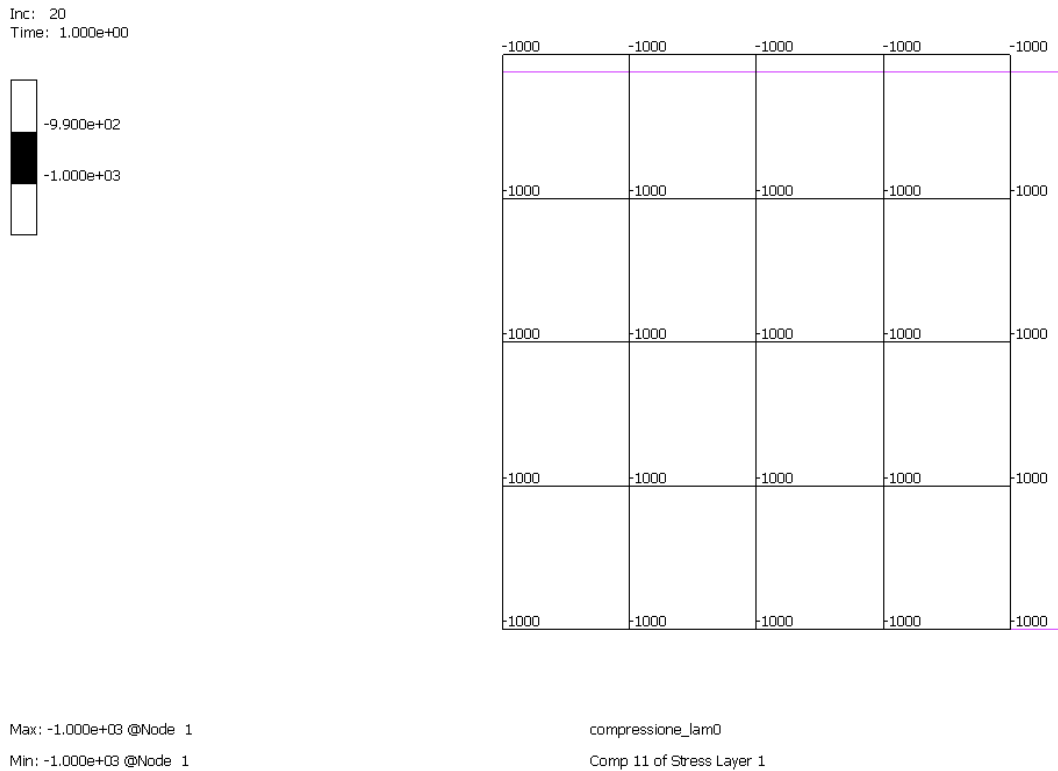 Inc: 20
Time: 1.000e+00
-9.900e+02
-1.000e+03
-1000 -1000 -1000 -1000 -1000
-1000 -1000 -1000 -1000 -1000
-1000 -1000 -1000 -1000 -1000
-1000 -1000 -1000 -1000 -1000
-1000 -1000 -1000 -1000 -1000
Max: -1.000e+03 @Node 1
Min: -1.000e+03 @Node 1
compressione_lam0
Comp 11 of Stress Layer 1